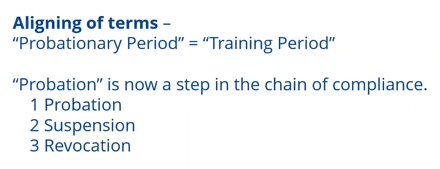 Aligning of terms –
“Probationary Period” = “Training Period”
“Probation” is now a step in the chain of compliance.
1 Probation
2 Suspension
3 Revocation